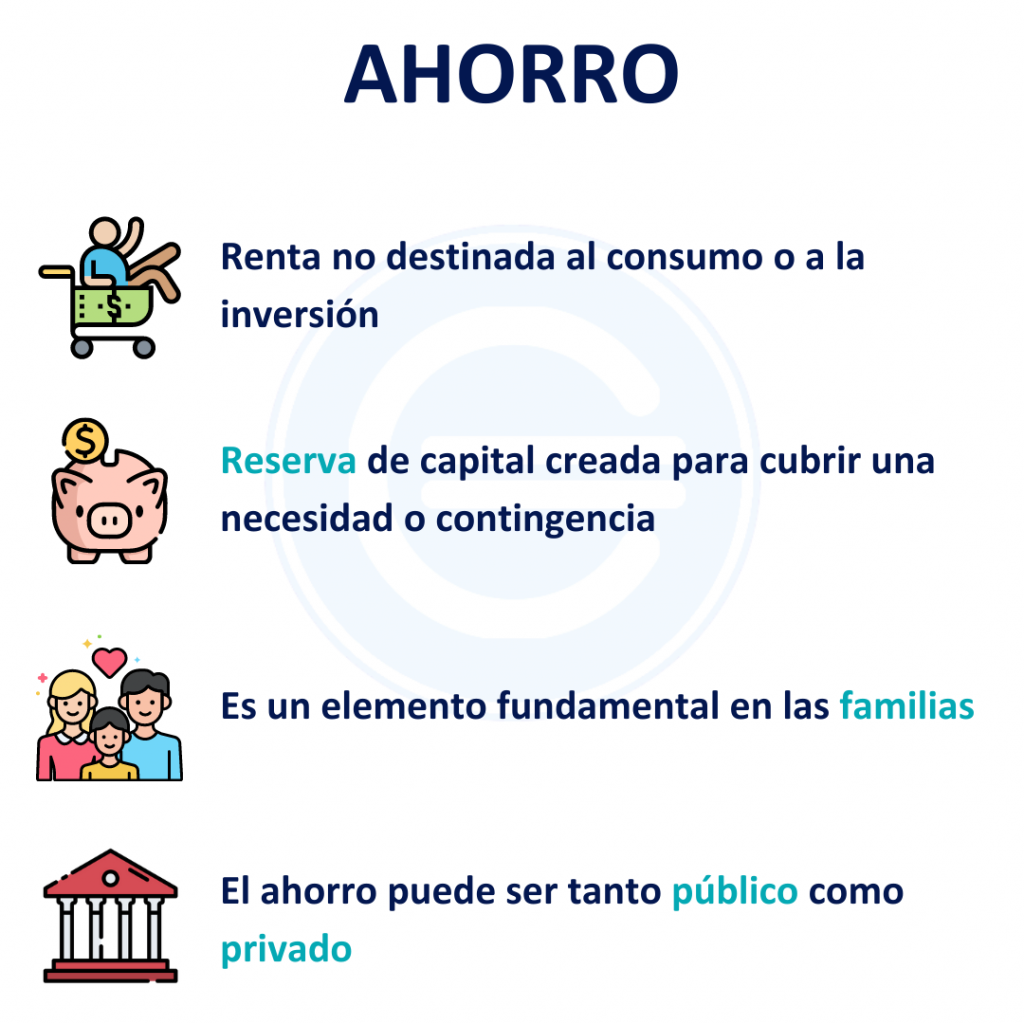 AHORRO
Renta no destinada al consumo o a la
inversión
Reserva de capital creada para cubrir una
necesidad o contingencia
Es un elemento fundamental en las familias
El ahorro puede ser tanto público como
privado